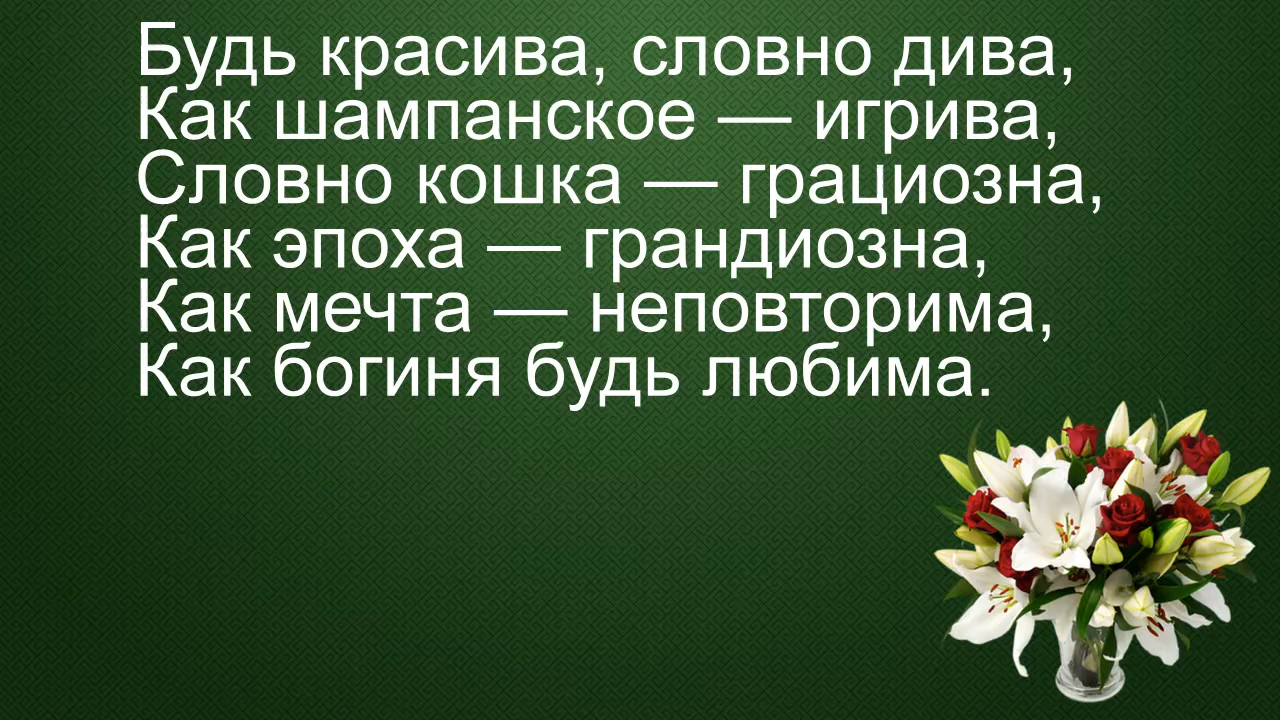 Будь красива, словно дива,
Как шампанское — игрива,
Словно кошка — грациозна,
Как эпоха — грандиозна,
Как мечта — неповторима,
Как богиня будь любима.